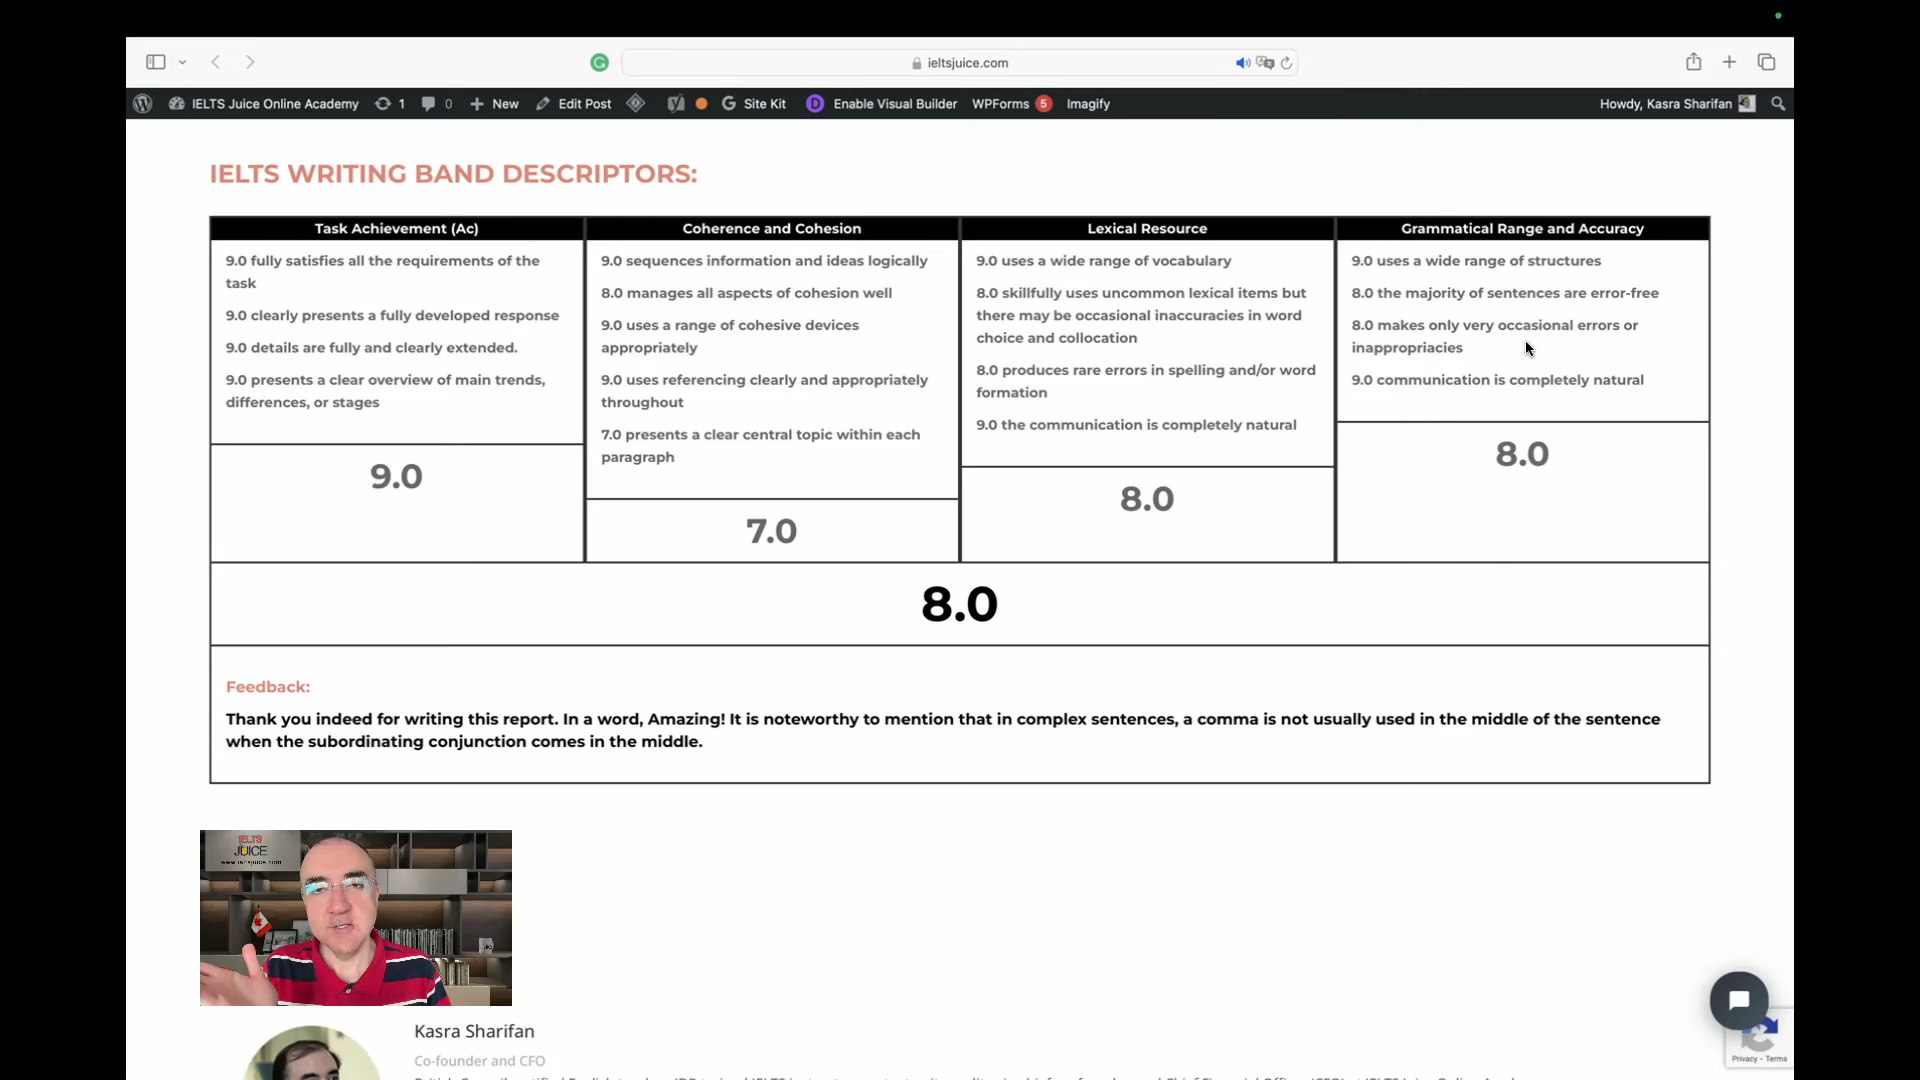 ieltsjuice.com
IELTS Juice Online Academy 1 0 New Edit Post Site Kit Enable Visual Builder WPForms 5 Imagify Howdy, Kasra Sharifan
IELTS WRITING BAND DESCRIPTORS:
Task Achievement (Ac)
9.0 fully satisfies all the requirements of the
task
9.0 clearly presents a fully developed response
9.0 details are fully and clearly extended.
9.0 presents a clear overview of main trends,
differences, or stages
9.0
Coherence and Cohesion
9.0 sequences information and ideas logically
8.0 manages all aspects of cohesion well
9.0 uses a range of cohesive devices
appropriately
9.0 uses referencing clearly and appropriately
throughout
7.0 presents a clear central topic within each
paragraph
7.0
Lexical Resource
9.0 uses a wide range of vocabulary
8.0 skillfully uses uncommon lexical items but
there may be occasional inaccuracies in word
choice and collocation
8.0 produces rare errors in spelling and/or word
formation
9.0 the communication is completely natural
8.0
Grammatical Range and Accuracy
9.0 uses a wide range of structures
8.0 the majority of sentences are error-free
8.0 makes only very occasional errors or
inappropriacies
9.0 communication is completely natural
8.0
8.0
Feedback:
Thank you indeed for writing this report. In a word, Amazing! It is noteworthy to mention that in complex sentences, a comma is not usually used in the middle of the sentence
when the subordinating conjunction comes in the middle.
IELTS
JUICE
www.ieltsjuice.com
Kasra Sharifan
Co-founder and CFO
Privacy - Terms